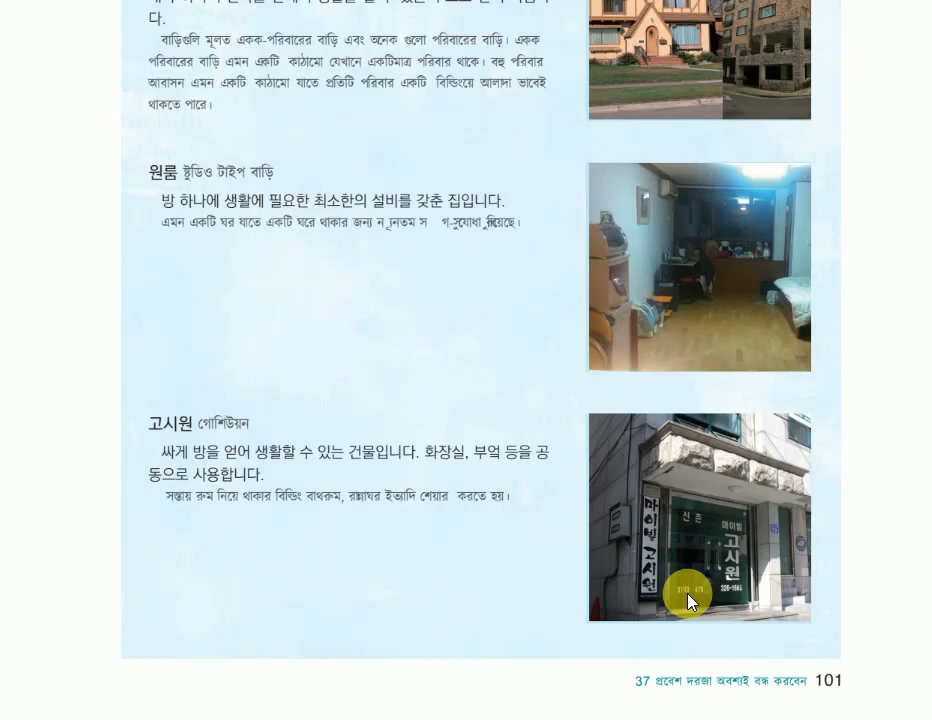 다.
বাড়িগুলি মূলত একক-পরিবারের বাড়ি এবং অনেক গুলো পরিবারের বাড়ি। একক
পরিবারের বাড়ি এমন একটি কাঠামো যেখানে একটিমাত্র পরিবার থাকে। বহু পরিবার
আবাসন এমন একটি কাঠামো যাতে প্রতিটি পরিবার একটি বিল্ডিংয়ে আলাদা ভাবেই
থাকতে পারে।
원룸 ষ্টুডিও টাইপ বাড়ি
방 하나에 생활에 필요한 최소한의 설비를 갖춘 집입니다.
এমন একটি ঘর যাতে একটি ঘরে থাকার জন্য
고시원 গোশিউয়ন
싸게 방을 얻어 생활할 수 있는 건물입니다. 화장실, 부엌 등을 공
동으로 사용합니다.
সস্তায় রুম নিয়ে থাকার বিল্ডিং বাথরুম, রান্নাঘর ইত্যাদি শেয়ার করতে হয়।
마이빌 고시원
신촌
마이빌
고시원
37 প্রবেশ দরজা অবশ্যই বন্ধ করবেন 101